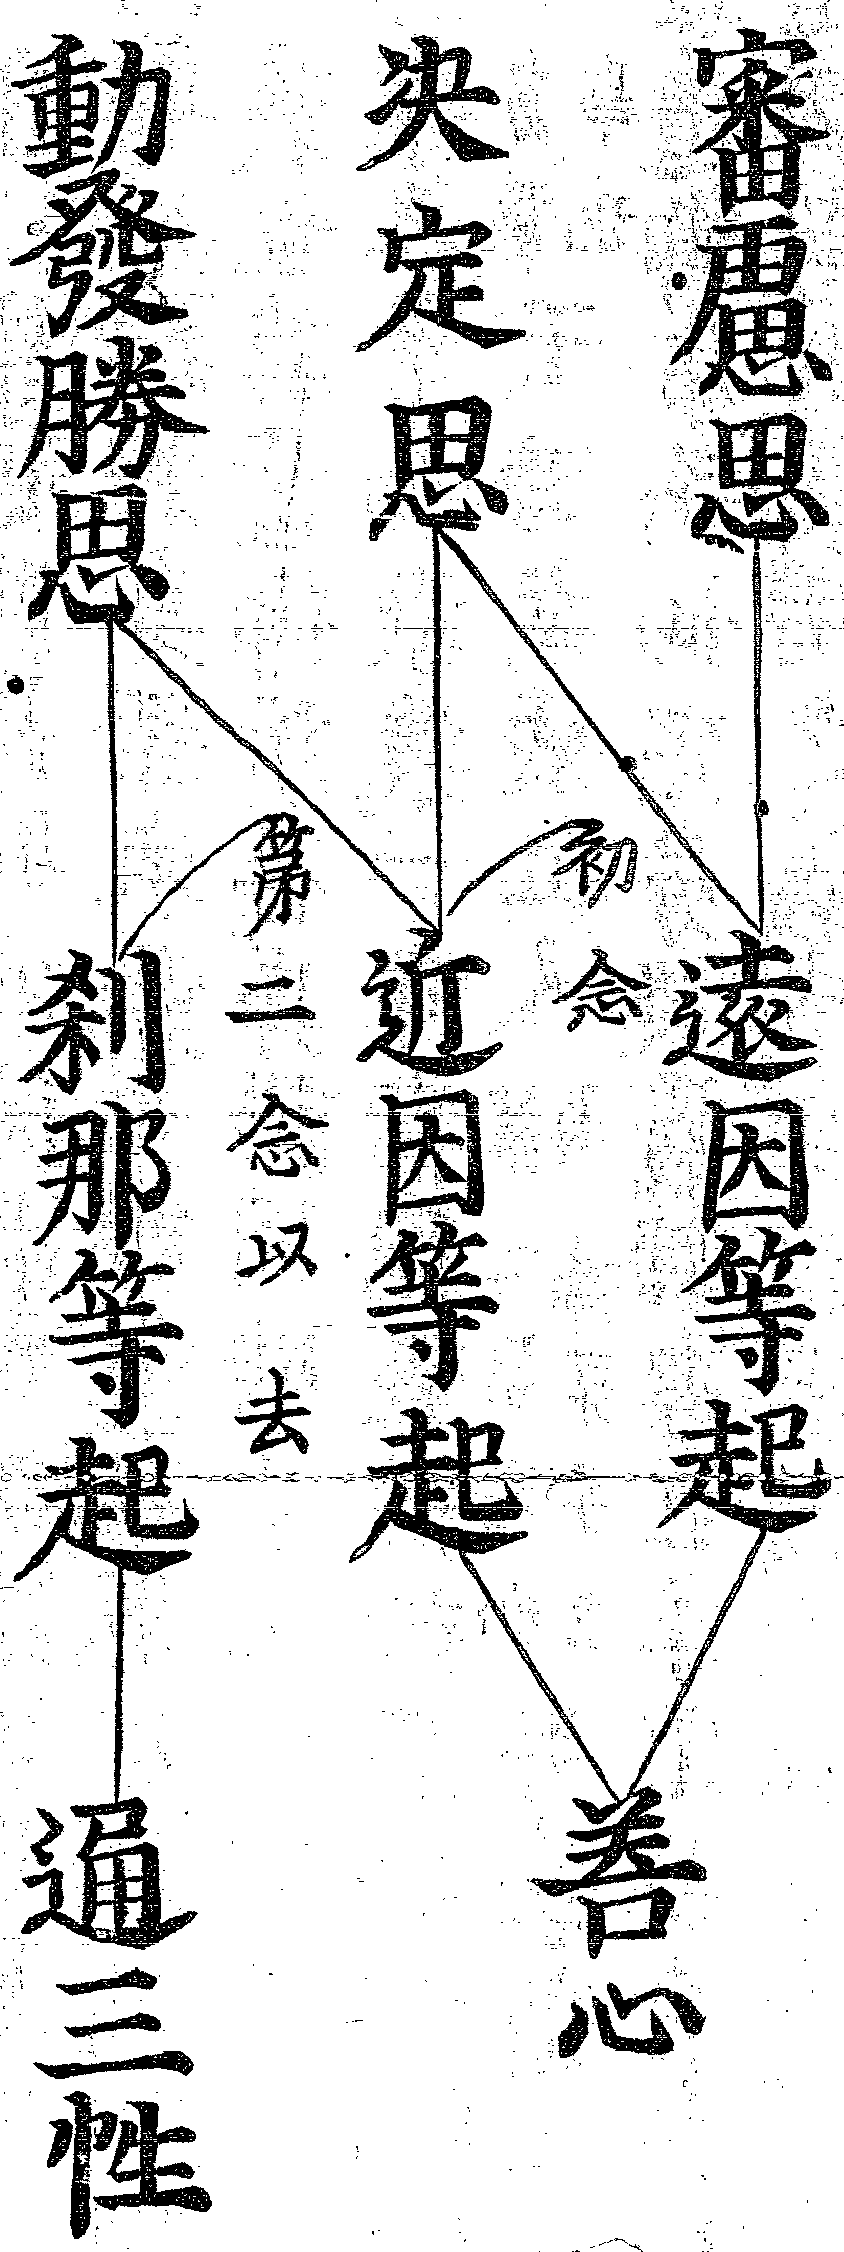 審慮思
決定思
動發勝思
遠因等起
初念
近因等起
第二念以去
刹那等起
善心
通三性